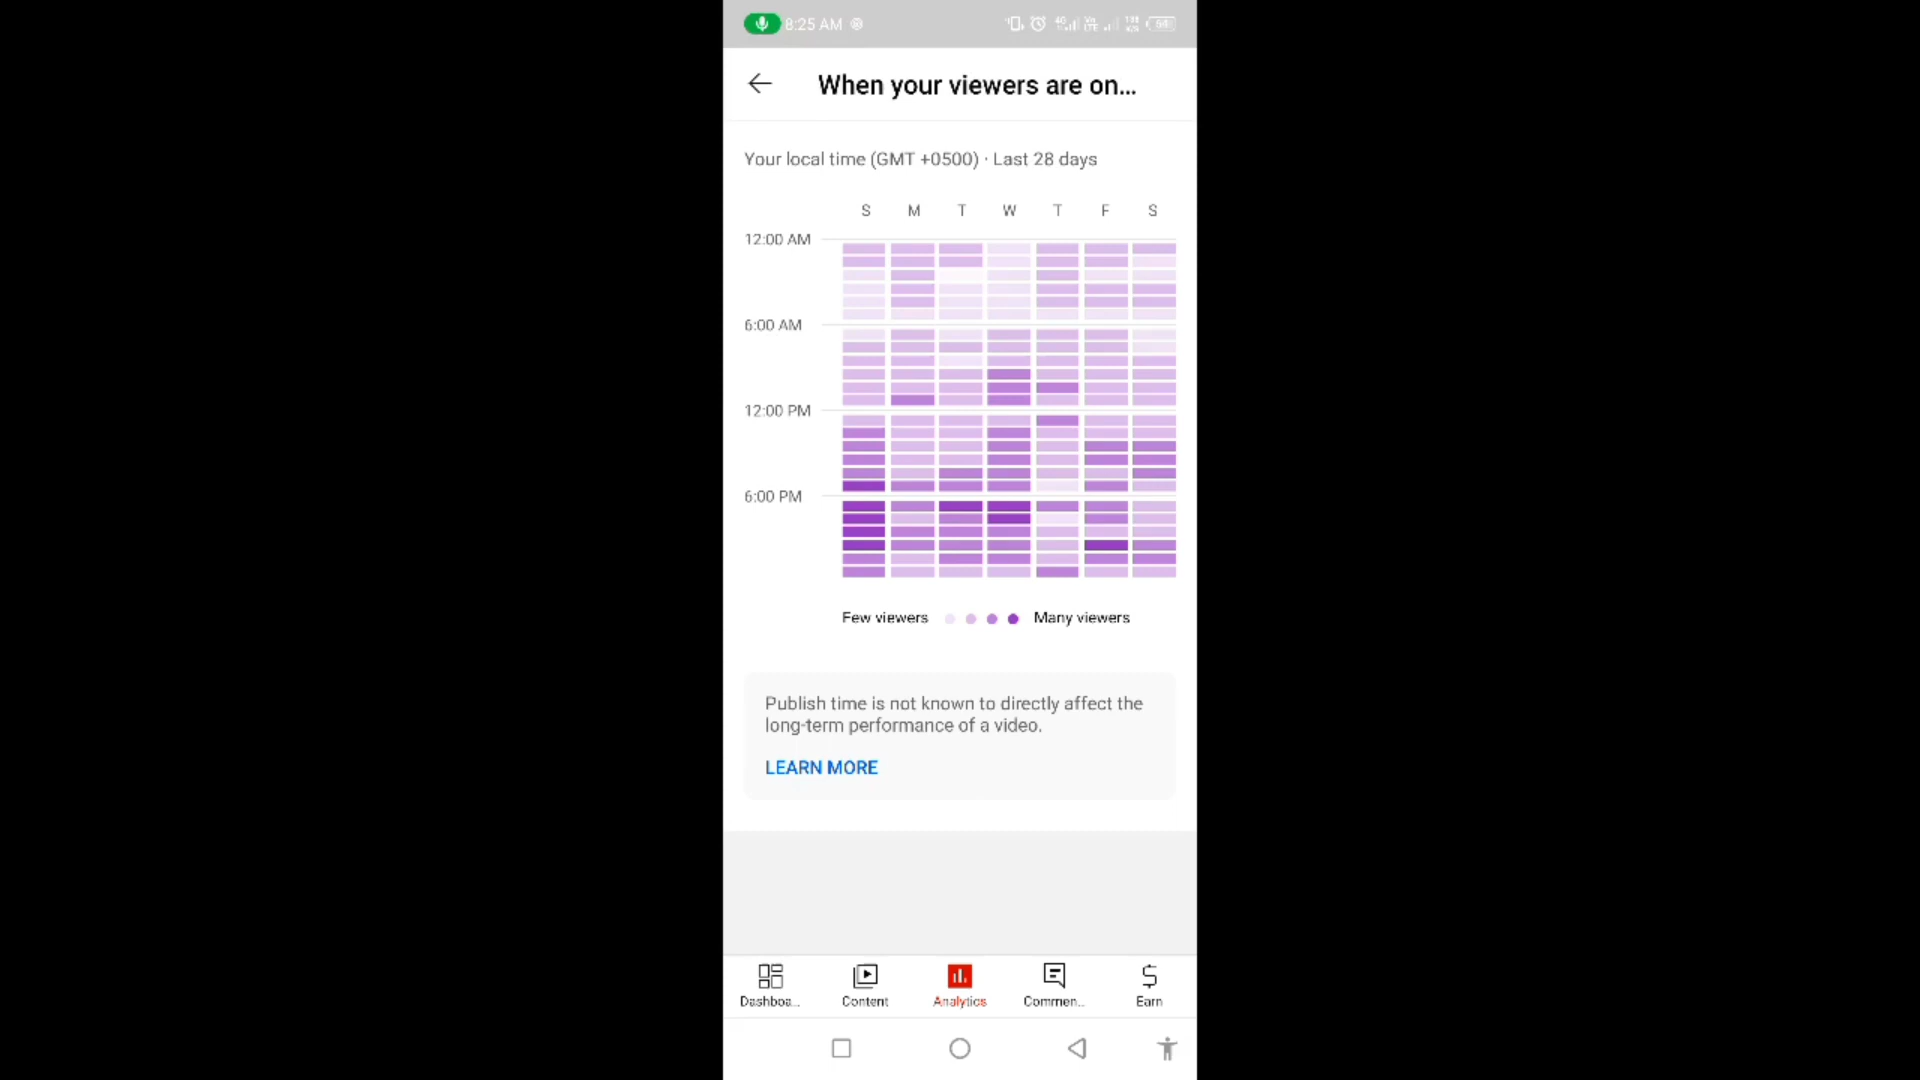 8:25 AM
When your viewers are on...
Your local time (GMT +0500) · Last 28 days
S M T W T F S
12:00 AM
6:00 AM
12:00 PM
6:00 PM
Few viewers Many viewers
Publish time is not known to directly affect the
long-term performance of a video.
LEARN MORE
Dashboa... Content Analytics Commen... Earn